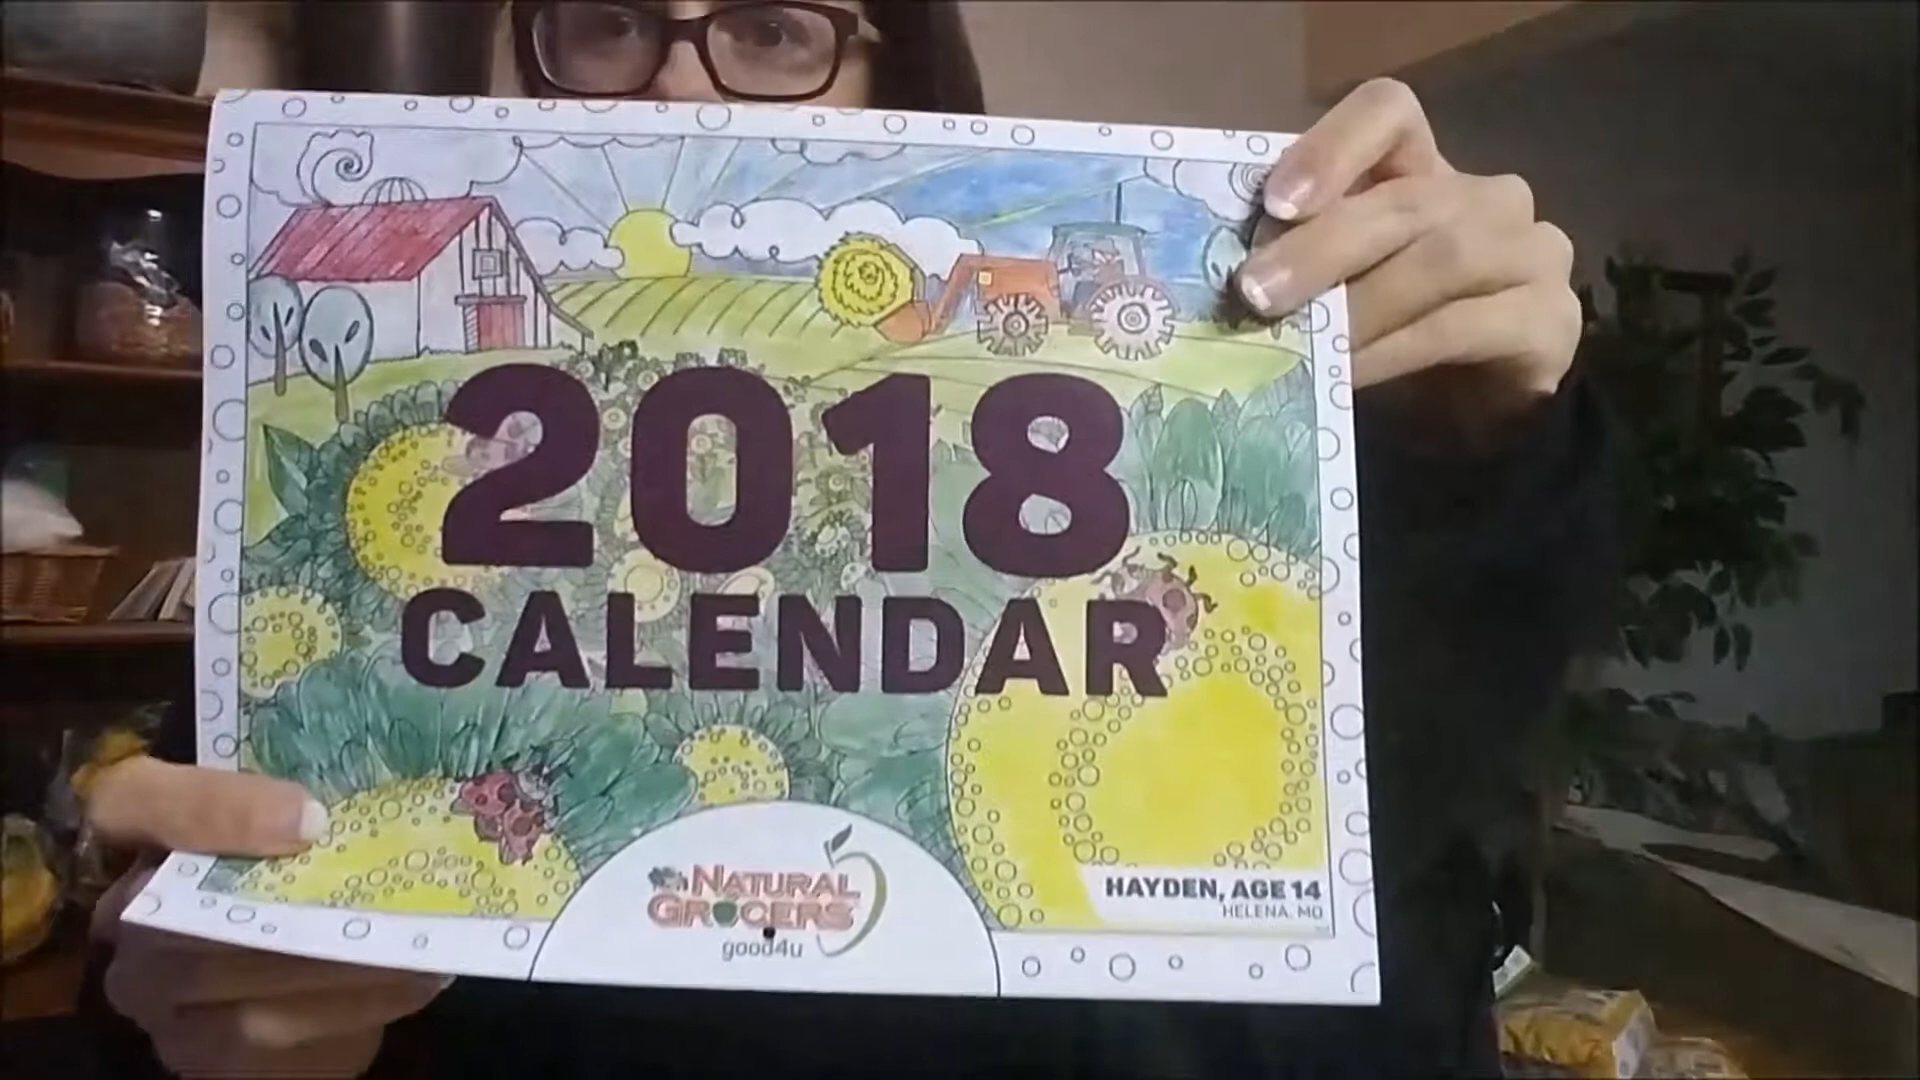 2018
CALENDAR
NATURAL
GROCERS
good4u
HAYDEN, AGE 14
HELENA, MO